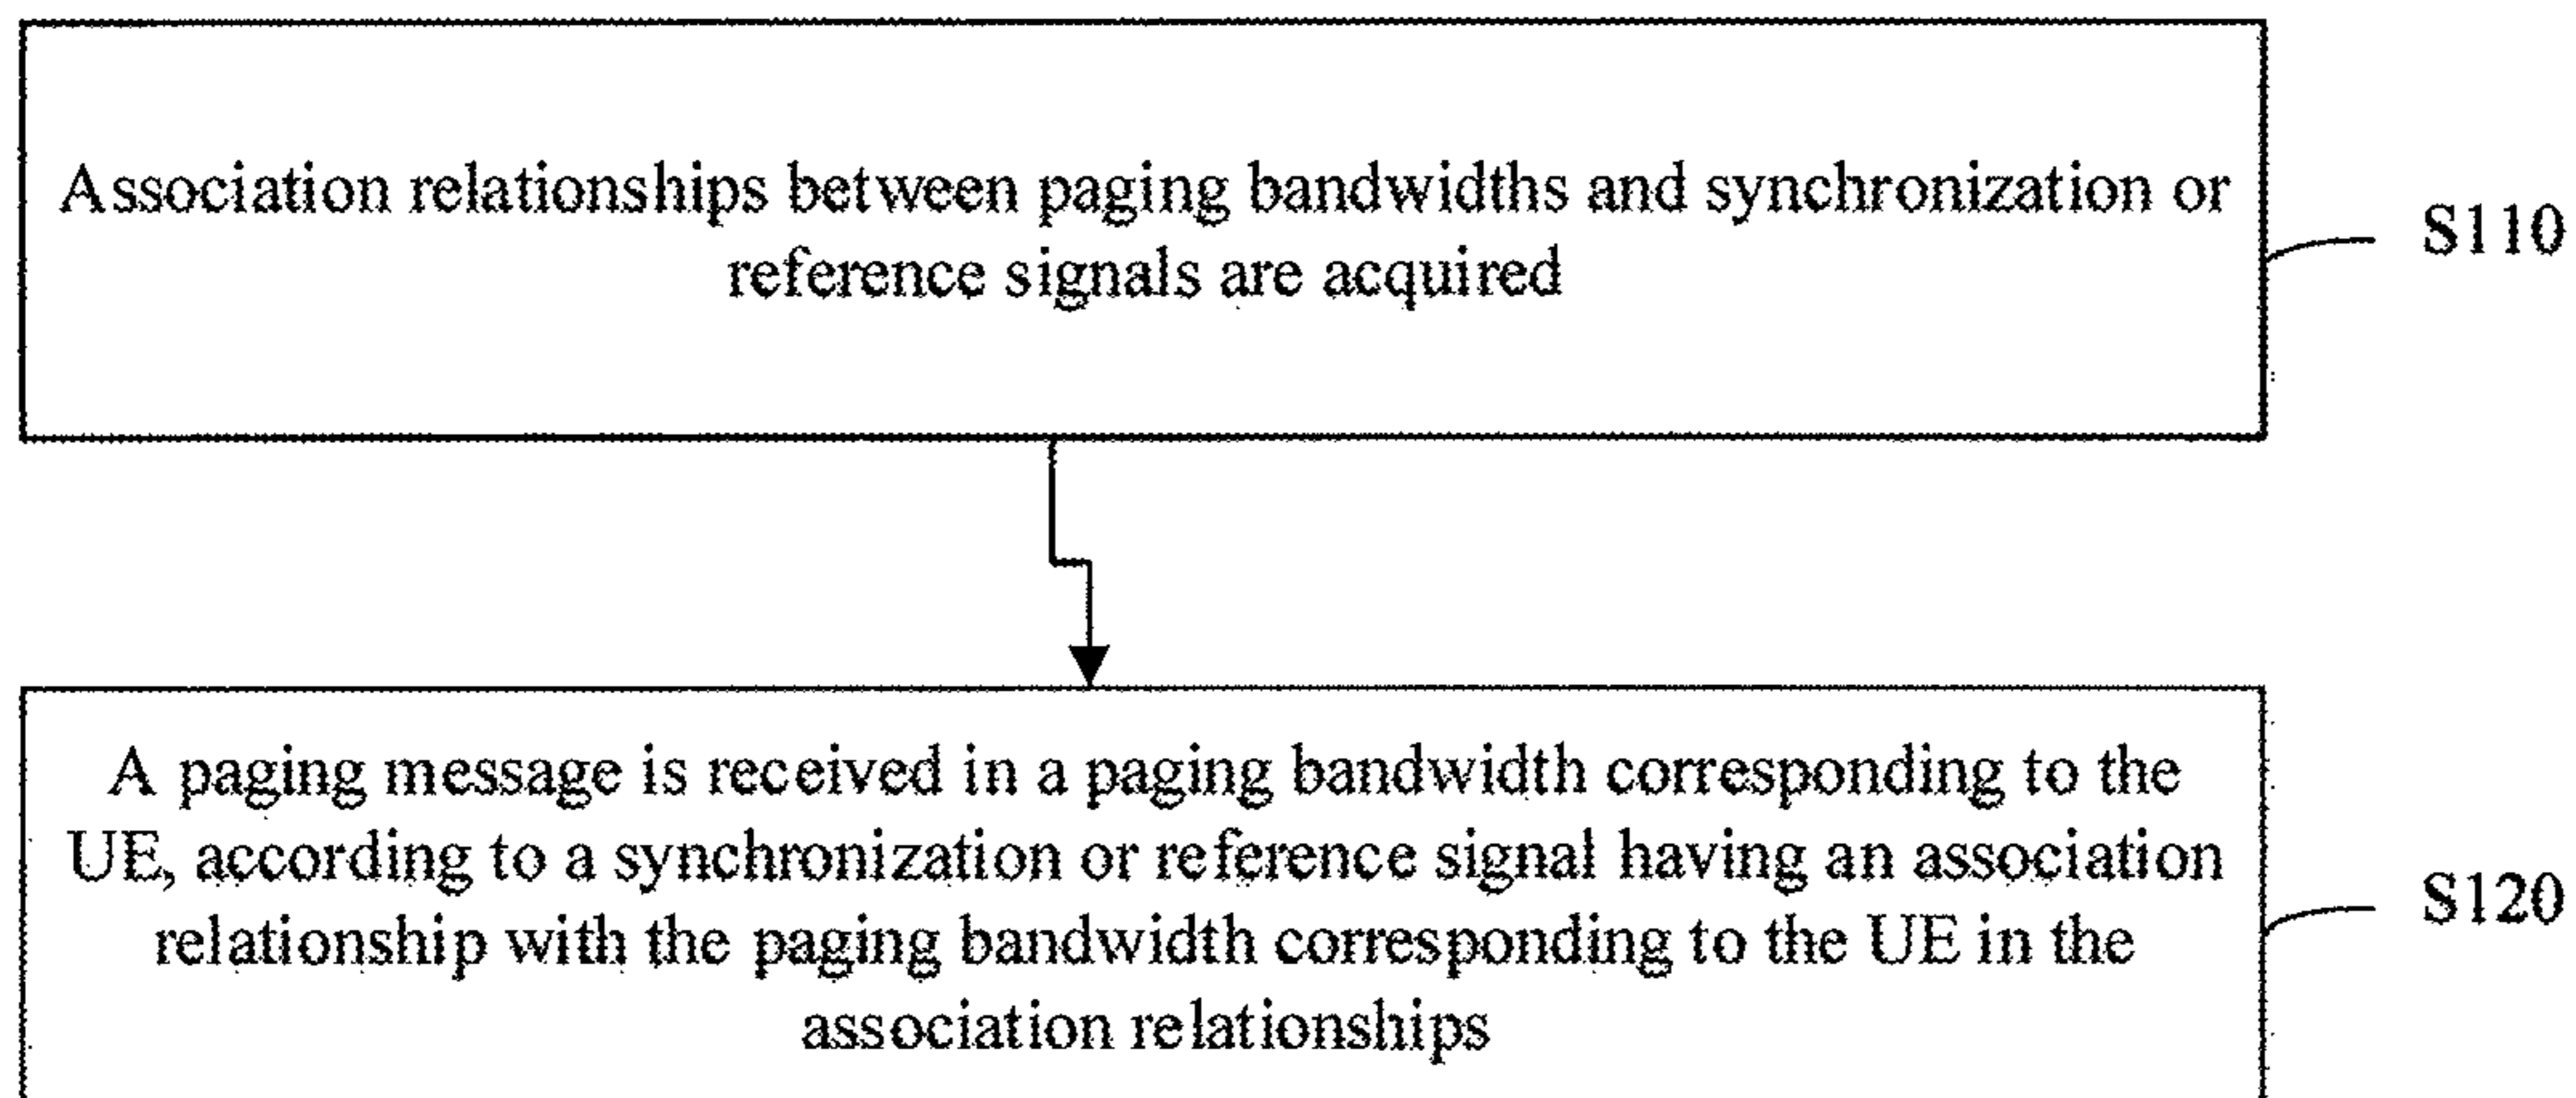 Association relationships between paging bandwidths and synchronization or
reference signals are acquired
S110
A paging message is received in a paging bandwidth corresponding to the
UE, according to a synchronization or reference signal having an association
relationship with the paging bandwidth corresponding to the UE in the
association relationships
S120